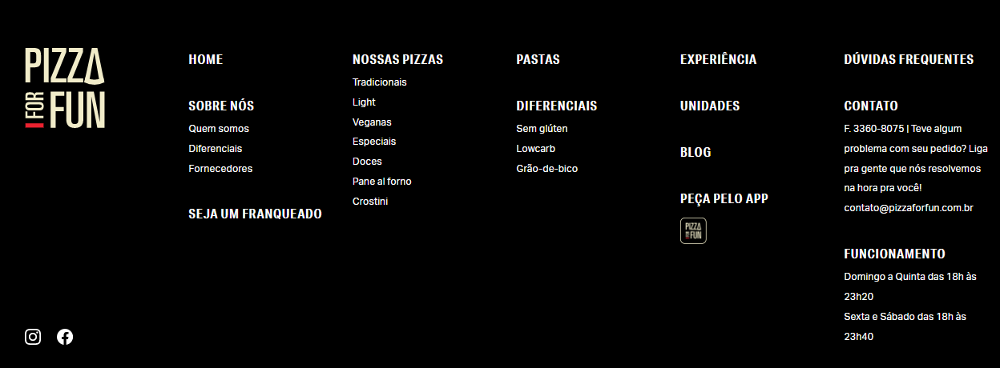 PIZZA
FOR FUN
HOME
SOBRE NÓS
Quem somos
Diferenciais
Fornecedores
SEJA UM FRANQUEADO
NOSSAS PIZZAS
Tradicionais
Light
Veganas
Especiais
Doces
Pane al forno
Crostini
PASTAS
DIFERENCIAIS
Sem glúten
Lowcarb
Grão-de-bico
EXPERIÊNCIA
UNIDADES
BLOG
PEÇA PELO APP
PIZZA
FOR FUN
DÚVIDAS FREQUENTES
CONTATO
F. 3360-8075 | Teve algum
problema com seu pedido? Liga
pra gente que nós resolvemos
na hora pra você!
contato@pizzaforfun.com.br
FUNCIONAMENTO
Domingo a Quinta das 18h às
23h20
Sexta e Sábado das 18h às
23h40